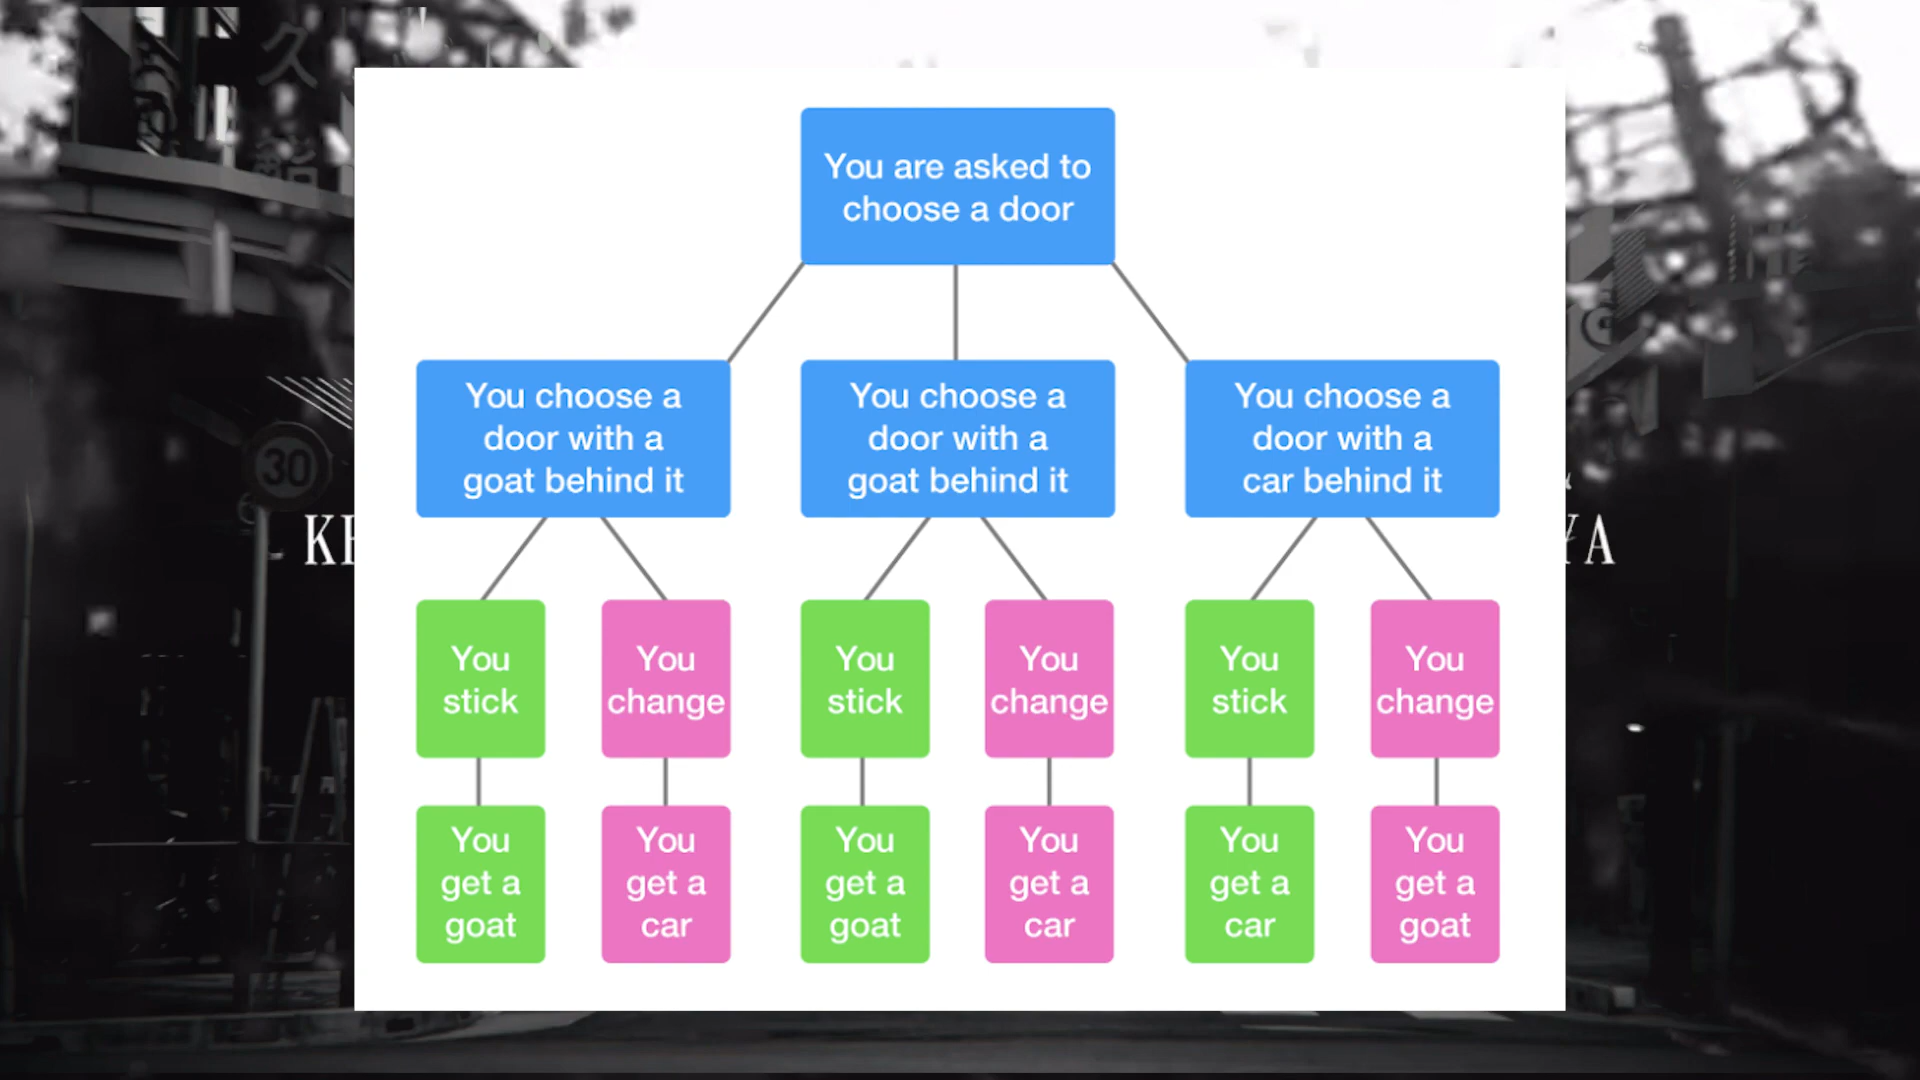 久
30
You are asked to
choose a door
You choose a
door with a
goat behind it
You choose a
door with a
goat behind it
You choose a
door with a
car behind it
You
stick
You
change
You
stick
You
change
You
stick
You
change
You
get a
goat
You
get a
car
You
get a
goat
You
get a
car
You
get a
car
You
get a
goat